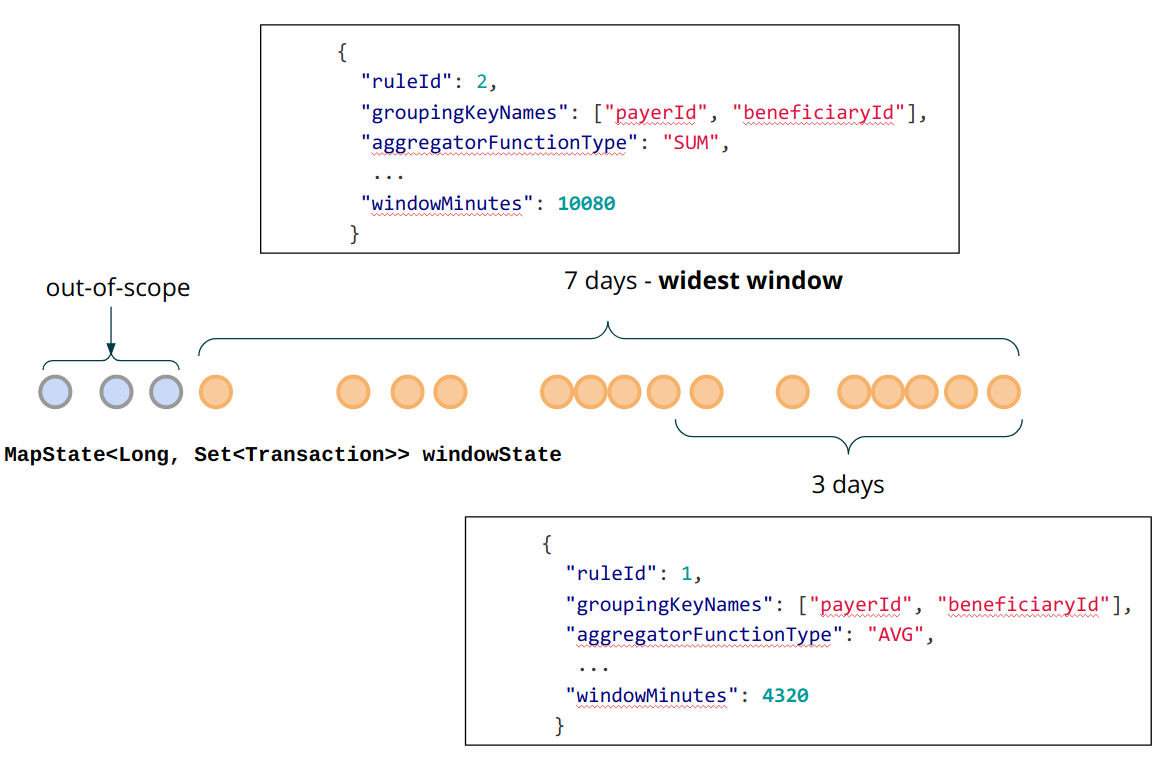 {
"ruleId": 2,
"groupingKeyNames": ["payerId", "beneficiaryId"],
"aggregatorFunctionType": "SUM",
...
"windowMinutes": 10080
}
7 days - widest window
out-of-scope
MapState<Long, Set<Transaction>> windowState
3 days
{
"ruleId": 1,
"groupingKeyNames": ["payerId", "beneficiaryId"],
"aggregatorFunctionType": "AVG",
...
"windowMinutes": 4320
}